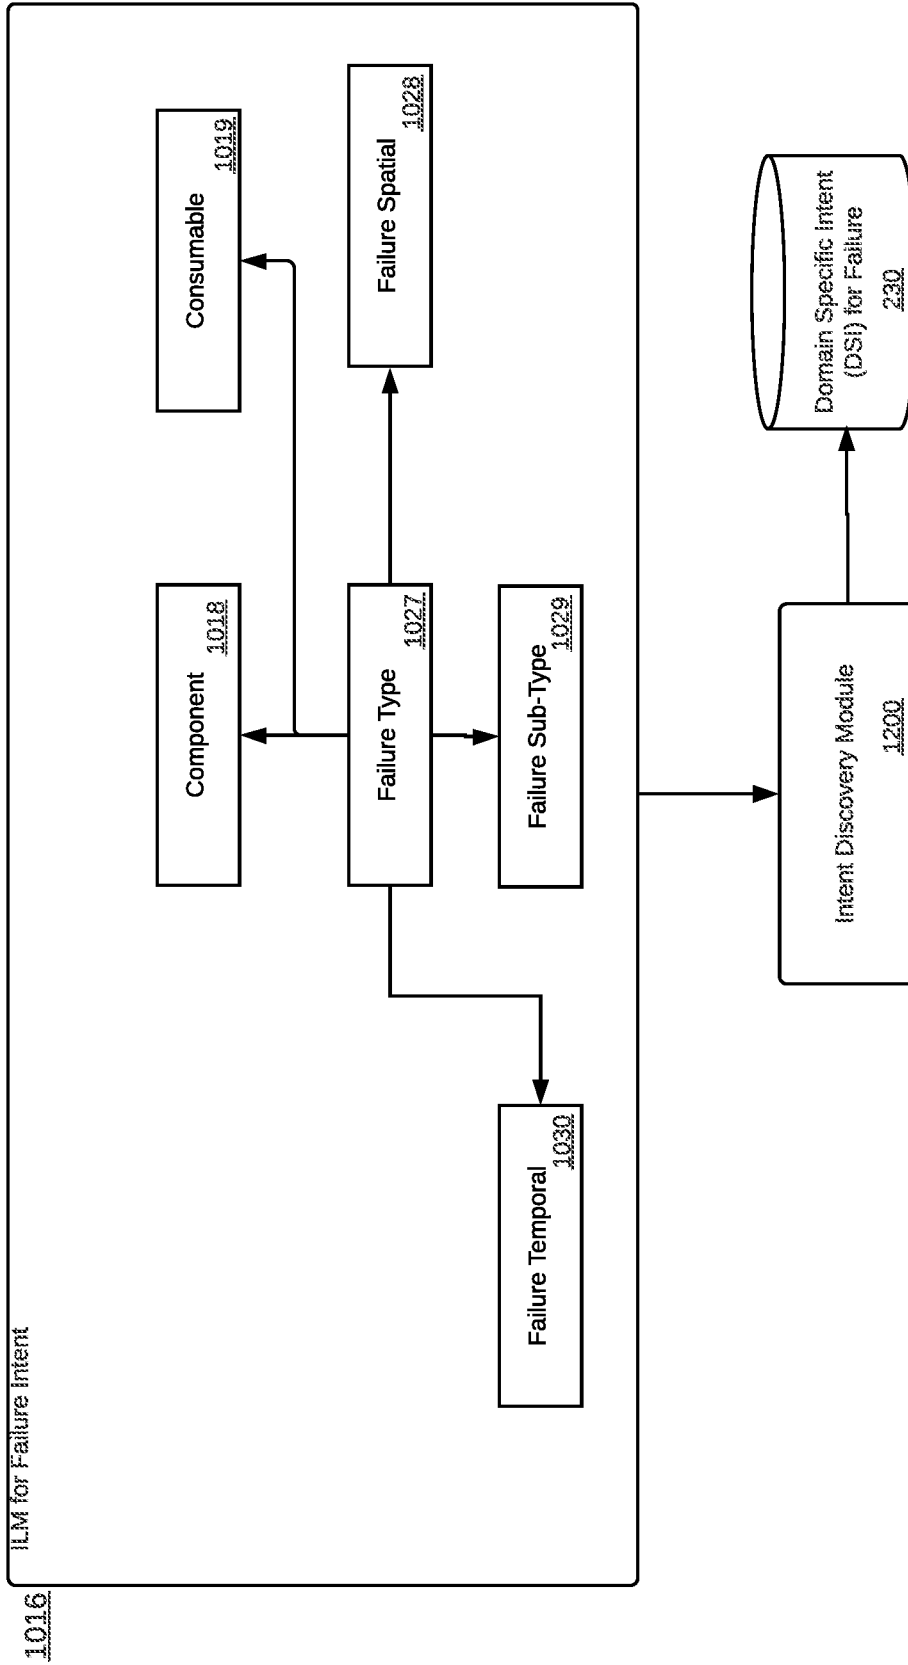 1016
ILM for Failure Intent
Component
1018
Consumable
1019
Failure Type
1027
Failure Spatial
1028
Failure Temporal
1030
Failure Sub-Type
1029
Intent Discovery Module
1200
Domain Specific Intent
(DSI) for Failure
230